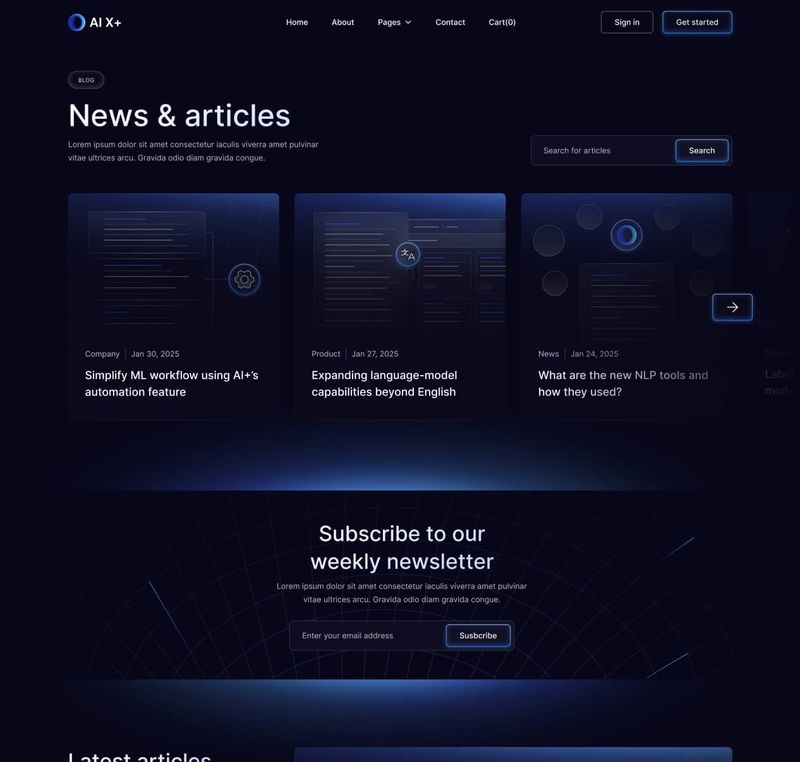 AI X+
Home
About
Pages
Contact
Cart(0)
Sign in
Get started
BLOG
News & articles
Lorem ipsum dolor sit amet consectetur iaculis viverra amet pulvinar
vitae ultrices arcu. Gravida odio diam gravida congue.
Search for articles
Search
Company | Jan 30, 2025
Simplify ML workflow using AI+’s
automation feature
文A
Product | Jan 27, 2025
Expanding language-model
capabilities beyond English
News | Jan 24, 2025
What are the new NLP tools and
how they used?
Label
Subscribe to our
weekly newsletter
Lorem ipsum dolor sit amet consectetur iaculis viverra amet pulvinar
vitae ultrices arcu. Gravida odio diam gravida congue.
Enter your email address
Susbcribe
Latest articles